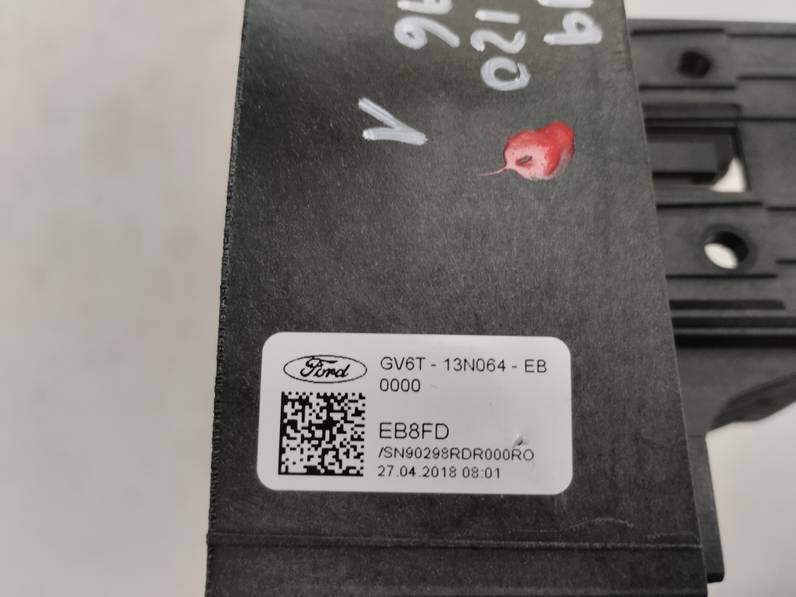 Ford
GV6T - 13N064 - EB
0000
EB8FD
/SN90298RDR000RO
27.04.2018 08:01